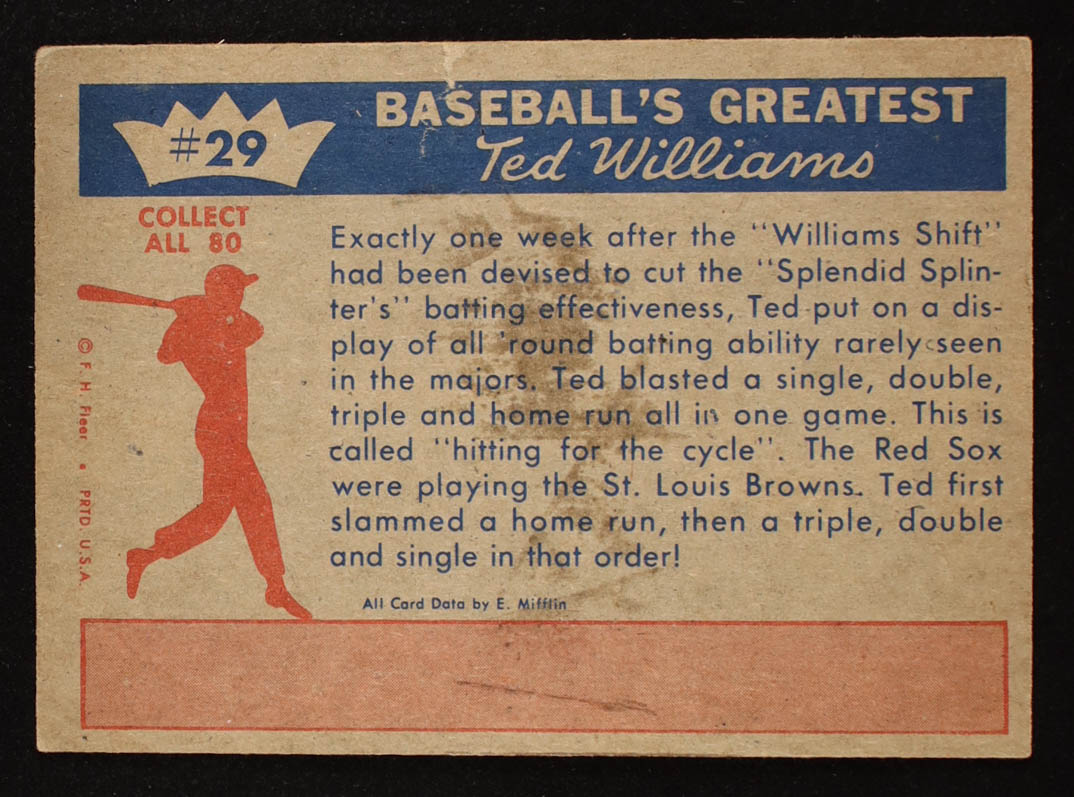 #29
BASEBALL'S GREATEST
Ted Williams
COLLECT
ALL 80
Exactly one week after the "Williams Shift"
had been devised to cut the "Splendid Splin-
ter's" batting effectiveness, Ted put on a dis-
play of all 'round batting ability rarely seen
in the majors. Ted blasted a single, double,
triple and home run all in one game. This is
called "hitting for the cycle". The Red Sox
were playing the St. Louis Browns. Ted first
slammed a home run, then a triple, double
and single in that order!
All Card Data by E. Mifflin
© F. H. Fleer • PRTD. U.S.A.